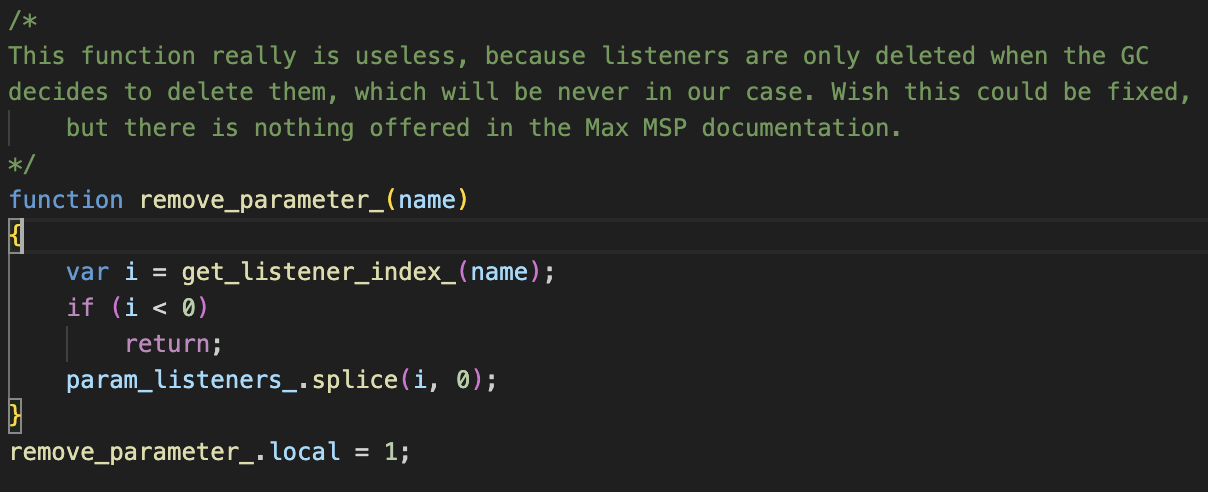 /*
This function really is useless, because listeners are only deleted when the GC
decides to delete them, which will be never in our case. Wish this could be fixed,
    but there is nothing offered in the Max MSP documentation.
*/
function remove_parameter_(name)
{
    var i = get_listener_index_(name);
    if (i < 0)
        return;
    param_listeners_.splice(i, 0);
}
remove_parameter_.local = 1;